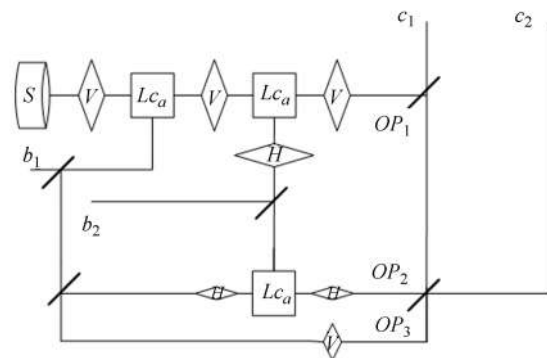 c₁ c₂
S V Lcₐ V Lcₐ V
OP₁
b₁ H
b₂
H Lcₐ H OP₂
OP₃
V